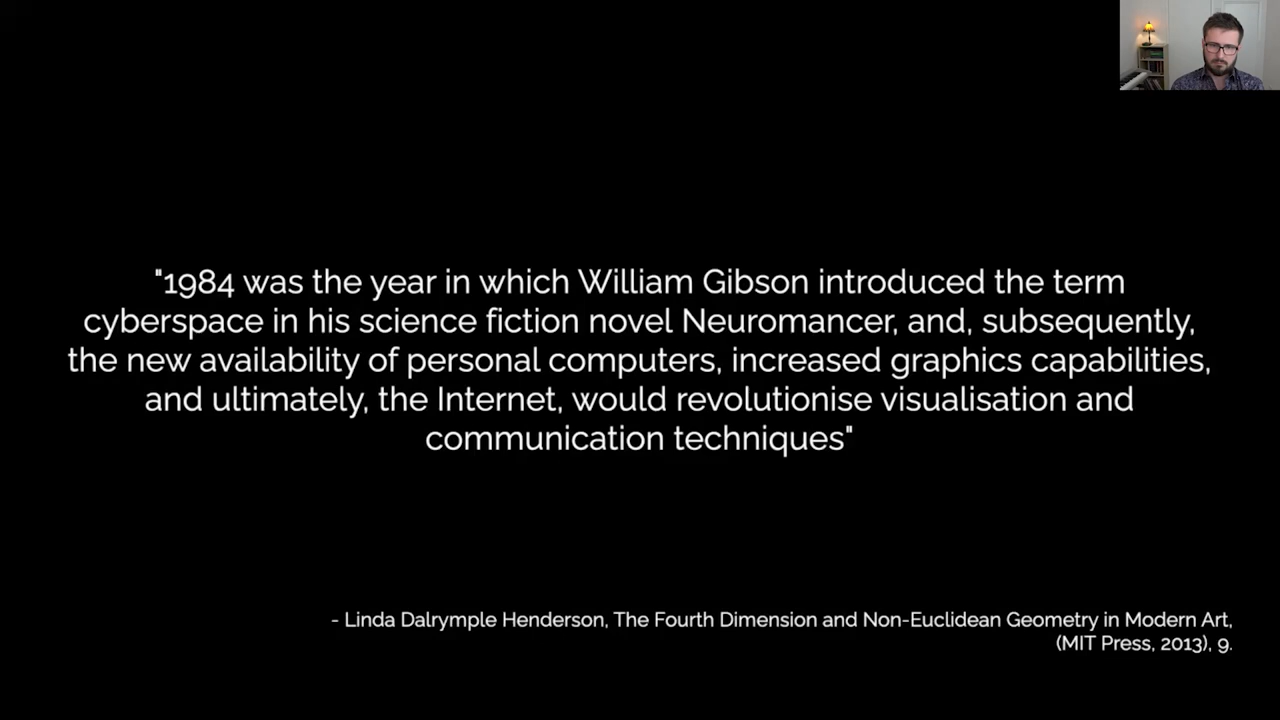 "1984 was the year in which William Gibson introduced the term
cyberspace in his science fiction novel Neuromancer, and, subsequently,
the new availability of personal computers, increased graphics capabilities,
and ultimately, the Internet, would revolutionise visualisation and
communication techniques"
- Linda Dalrymple Henderson, The Fourth Dimension and Non-Euclidean Geometry in Modern Art,
(MIT Press, 2013), 9.